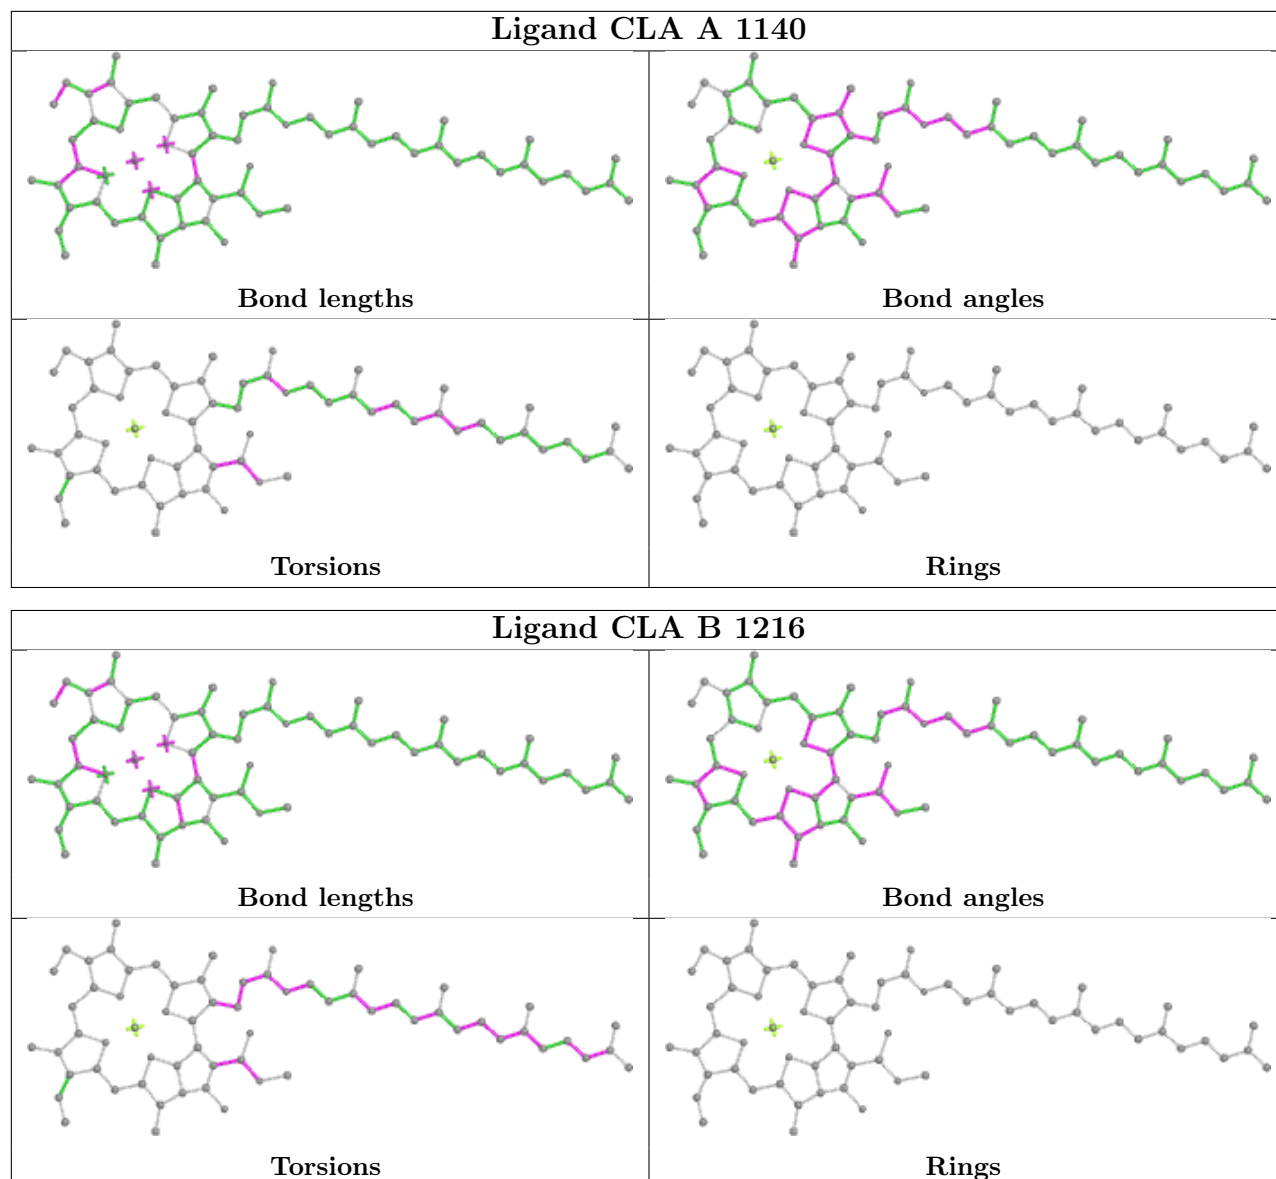 Ligand CLA A 1140
Bond lengths
Bond angles
Torsions
Rings
Ligand CLA B 1216
Bond lengths
Bond angles
Torsions
Rings